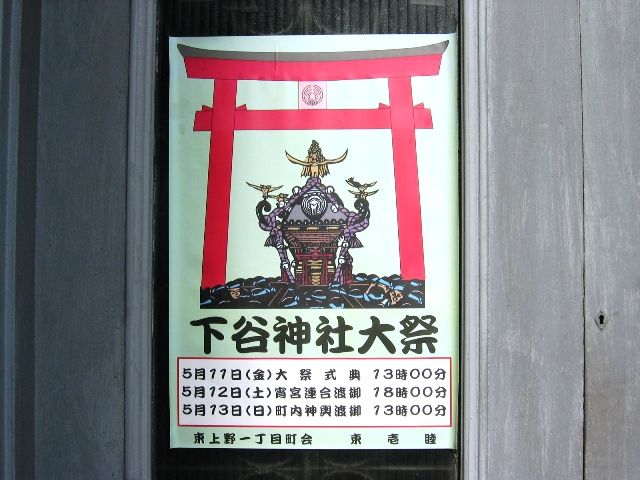 下谷神社大祭
5月11日(金)大祭式典 13時00分
5月12日(土)宵宮連合渡御 18時00分
5月13日(日)町内神輿渡御 13時00分
東上野一丁目町会 東壱睦